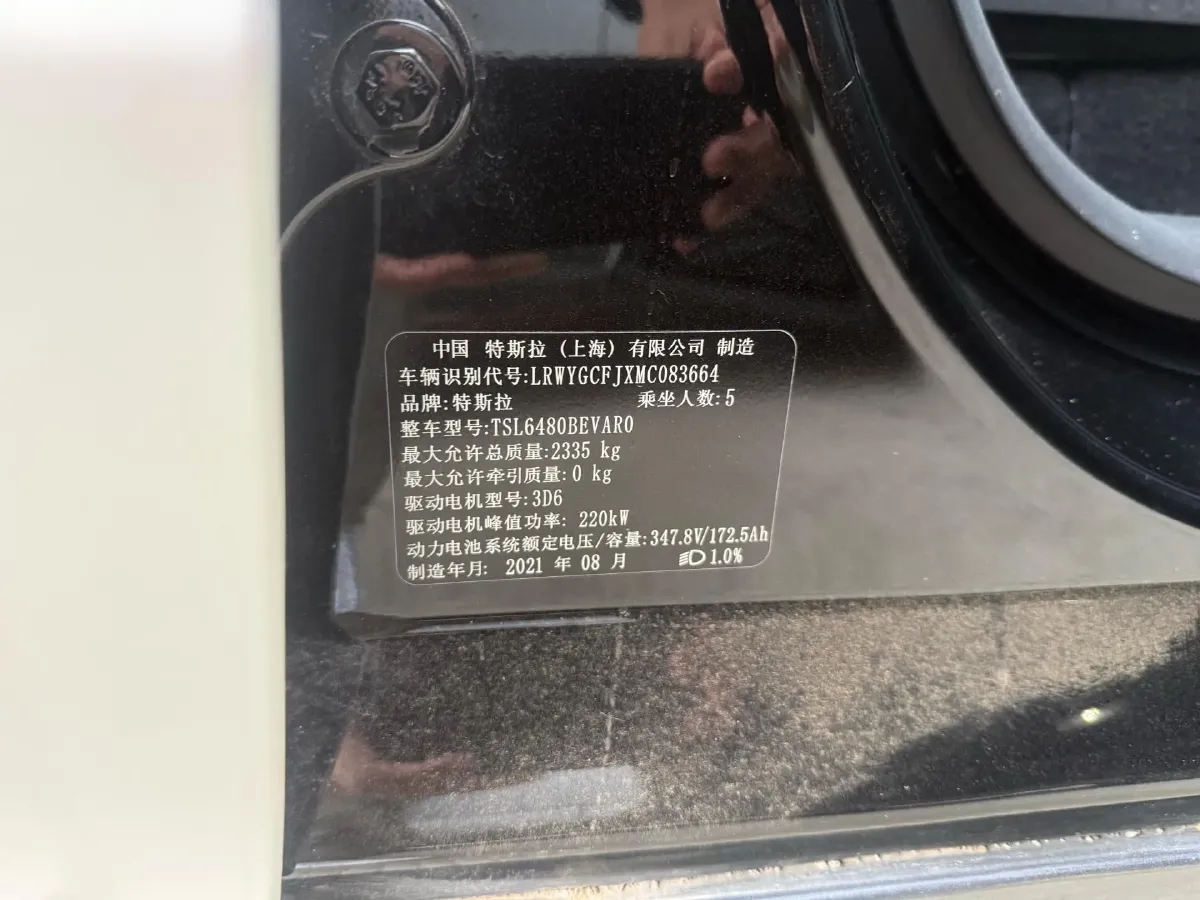 中国 特斯拉 (上海) 有限公司 制造
车辆识别代号:LRWYGCFJXMC083664
品牌:特斯拉 乘坐人数:5
整车型号:TSL6480BEVAR0
最大允许总质量:2335 kg
最大允许牵引质量:0 kg
驱动电机型号:3D6
驱动电机峰值功率: 220kW
动力电池系统额定电压/容量:347.8V/172.5Ah
制造年月: 2021 年 08 月 1.0%